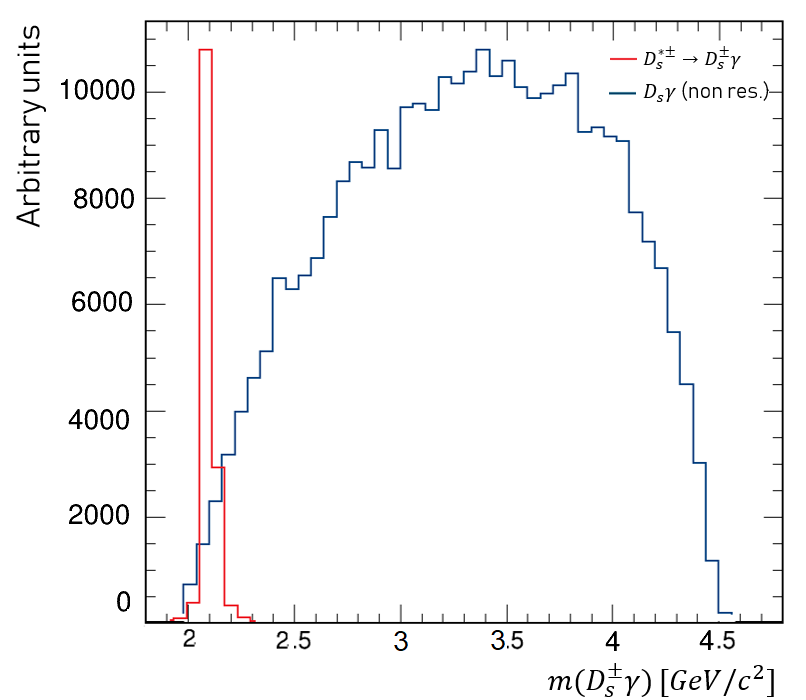 Arbitrary units
10000
8000
6000
4000
2000
0
D_s^{*±} → D_s^± γ
D_s γ (non res.)
2 2.5 3 3.5 4 4.5
m(D_s^± γ) [GeV/c²]